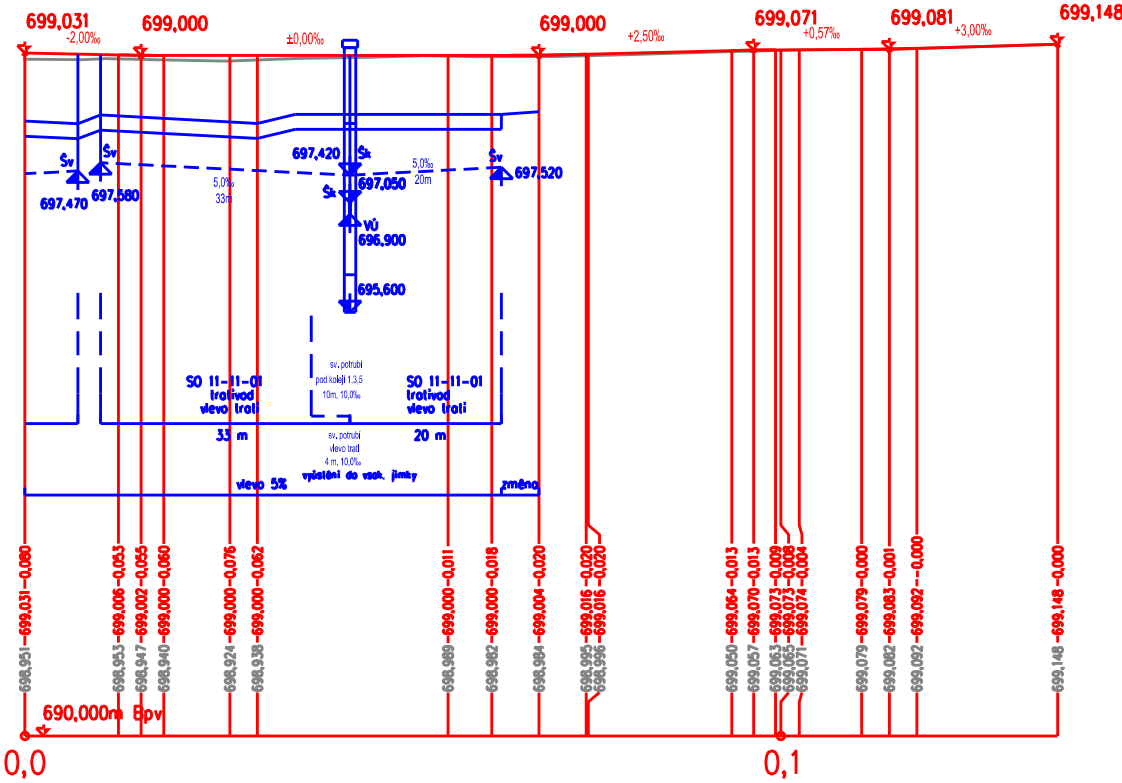 699,031
699,000
699,000
699,071
699,081
699,148
-2,00‰
±0,00‰
+2,50‰
+0,57‰
+3,00‰
697,420
Šk
Šv
Šv
Šv
5,0‰
20m
697,520
697,050
5,0‰
33m
697,580
697,470
Šk
VÚ
696,900
695,600
sv. potrubí
pod kolejí 1,3,5
10m, 10,0‰
SO 11-11-01
trativod
vlevo trati
SO 11-11-01
trativod
vlevo trati
33 m
20 m
sv. potrubí
vlevo tratí
4 m, 10,0‰
vyústění do vsak. jímky
vlevo 5%
změna
698,951-699,031-0,080
698,953-699,006-0,053
698,947-699,002-0,055
698,940-699,000-0,060
698,924-699,000-0,076
698,938-699,000-0,062
698,989-699,000-0,011
698,982-699,000-0,018
698,984-699,004-0,020
698,995-699,016-0,020
698,996-699,016-0,020
699,050-699,064-0,013
699,057-699,070-0,013
699,063-699,073-0,009
699,065-699,073-0,008
699,071-699,074-0,004
699,079-699,079-0,000
699,082-699,083-0,001
699,092-699,092--0,000
699,148-699,148-0,000
690,000m Bpv
0,0
0,1